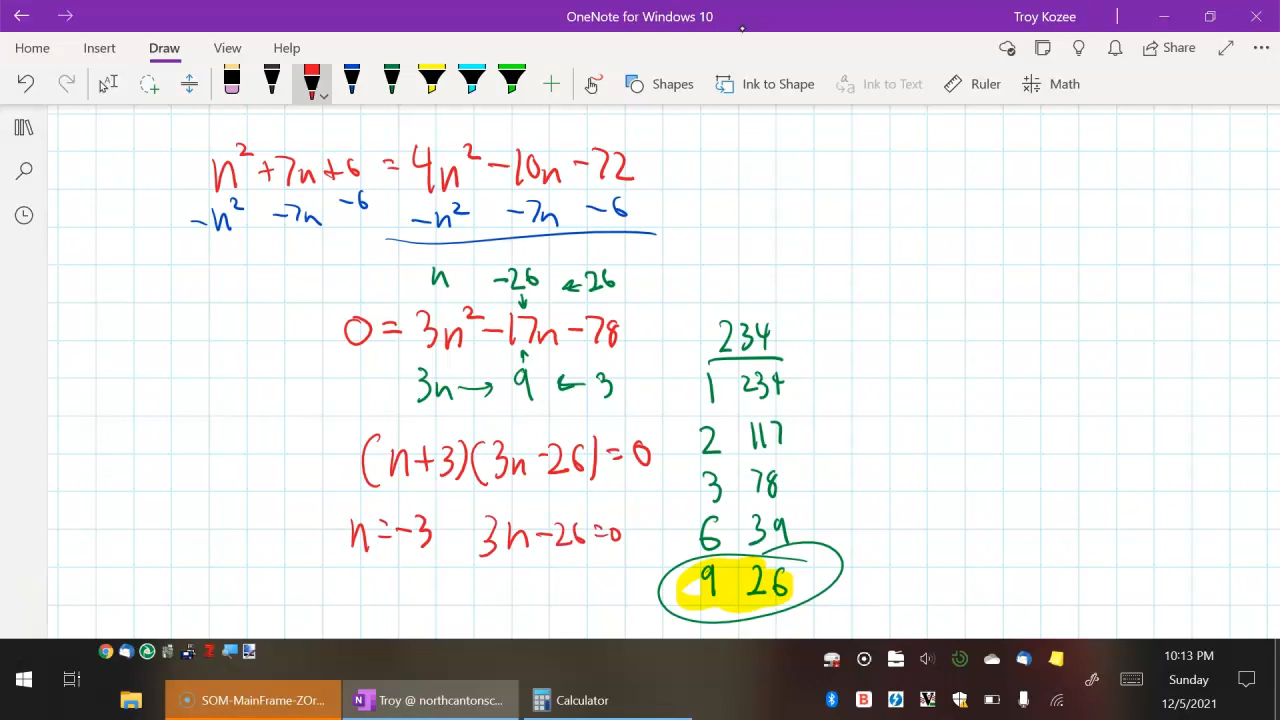 OneNote for Windows 10
Troy Kozee
Home Insert Draw View Help
Share
Shapes Ink to Shape Ink to Text Ruler Math
n² +7n+6 = 4n² -10n -72
-n² -7n -6 -n² -7n -6
n -26 ← 26
↓
0 = 3n² -17n -78
↑
3n → 9 ← 3
(n+3)(3n-26)=0
n=-3 3n-26=0
234
1 234
2 117
3 78
6 39
9 26
SOM-MainFrame-ZOr...
Troy @ northcantonsc...
Calculator
10:13 PM
Sunday
12/5/2021